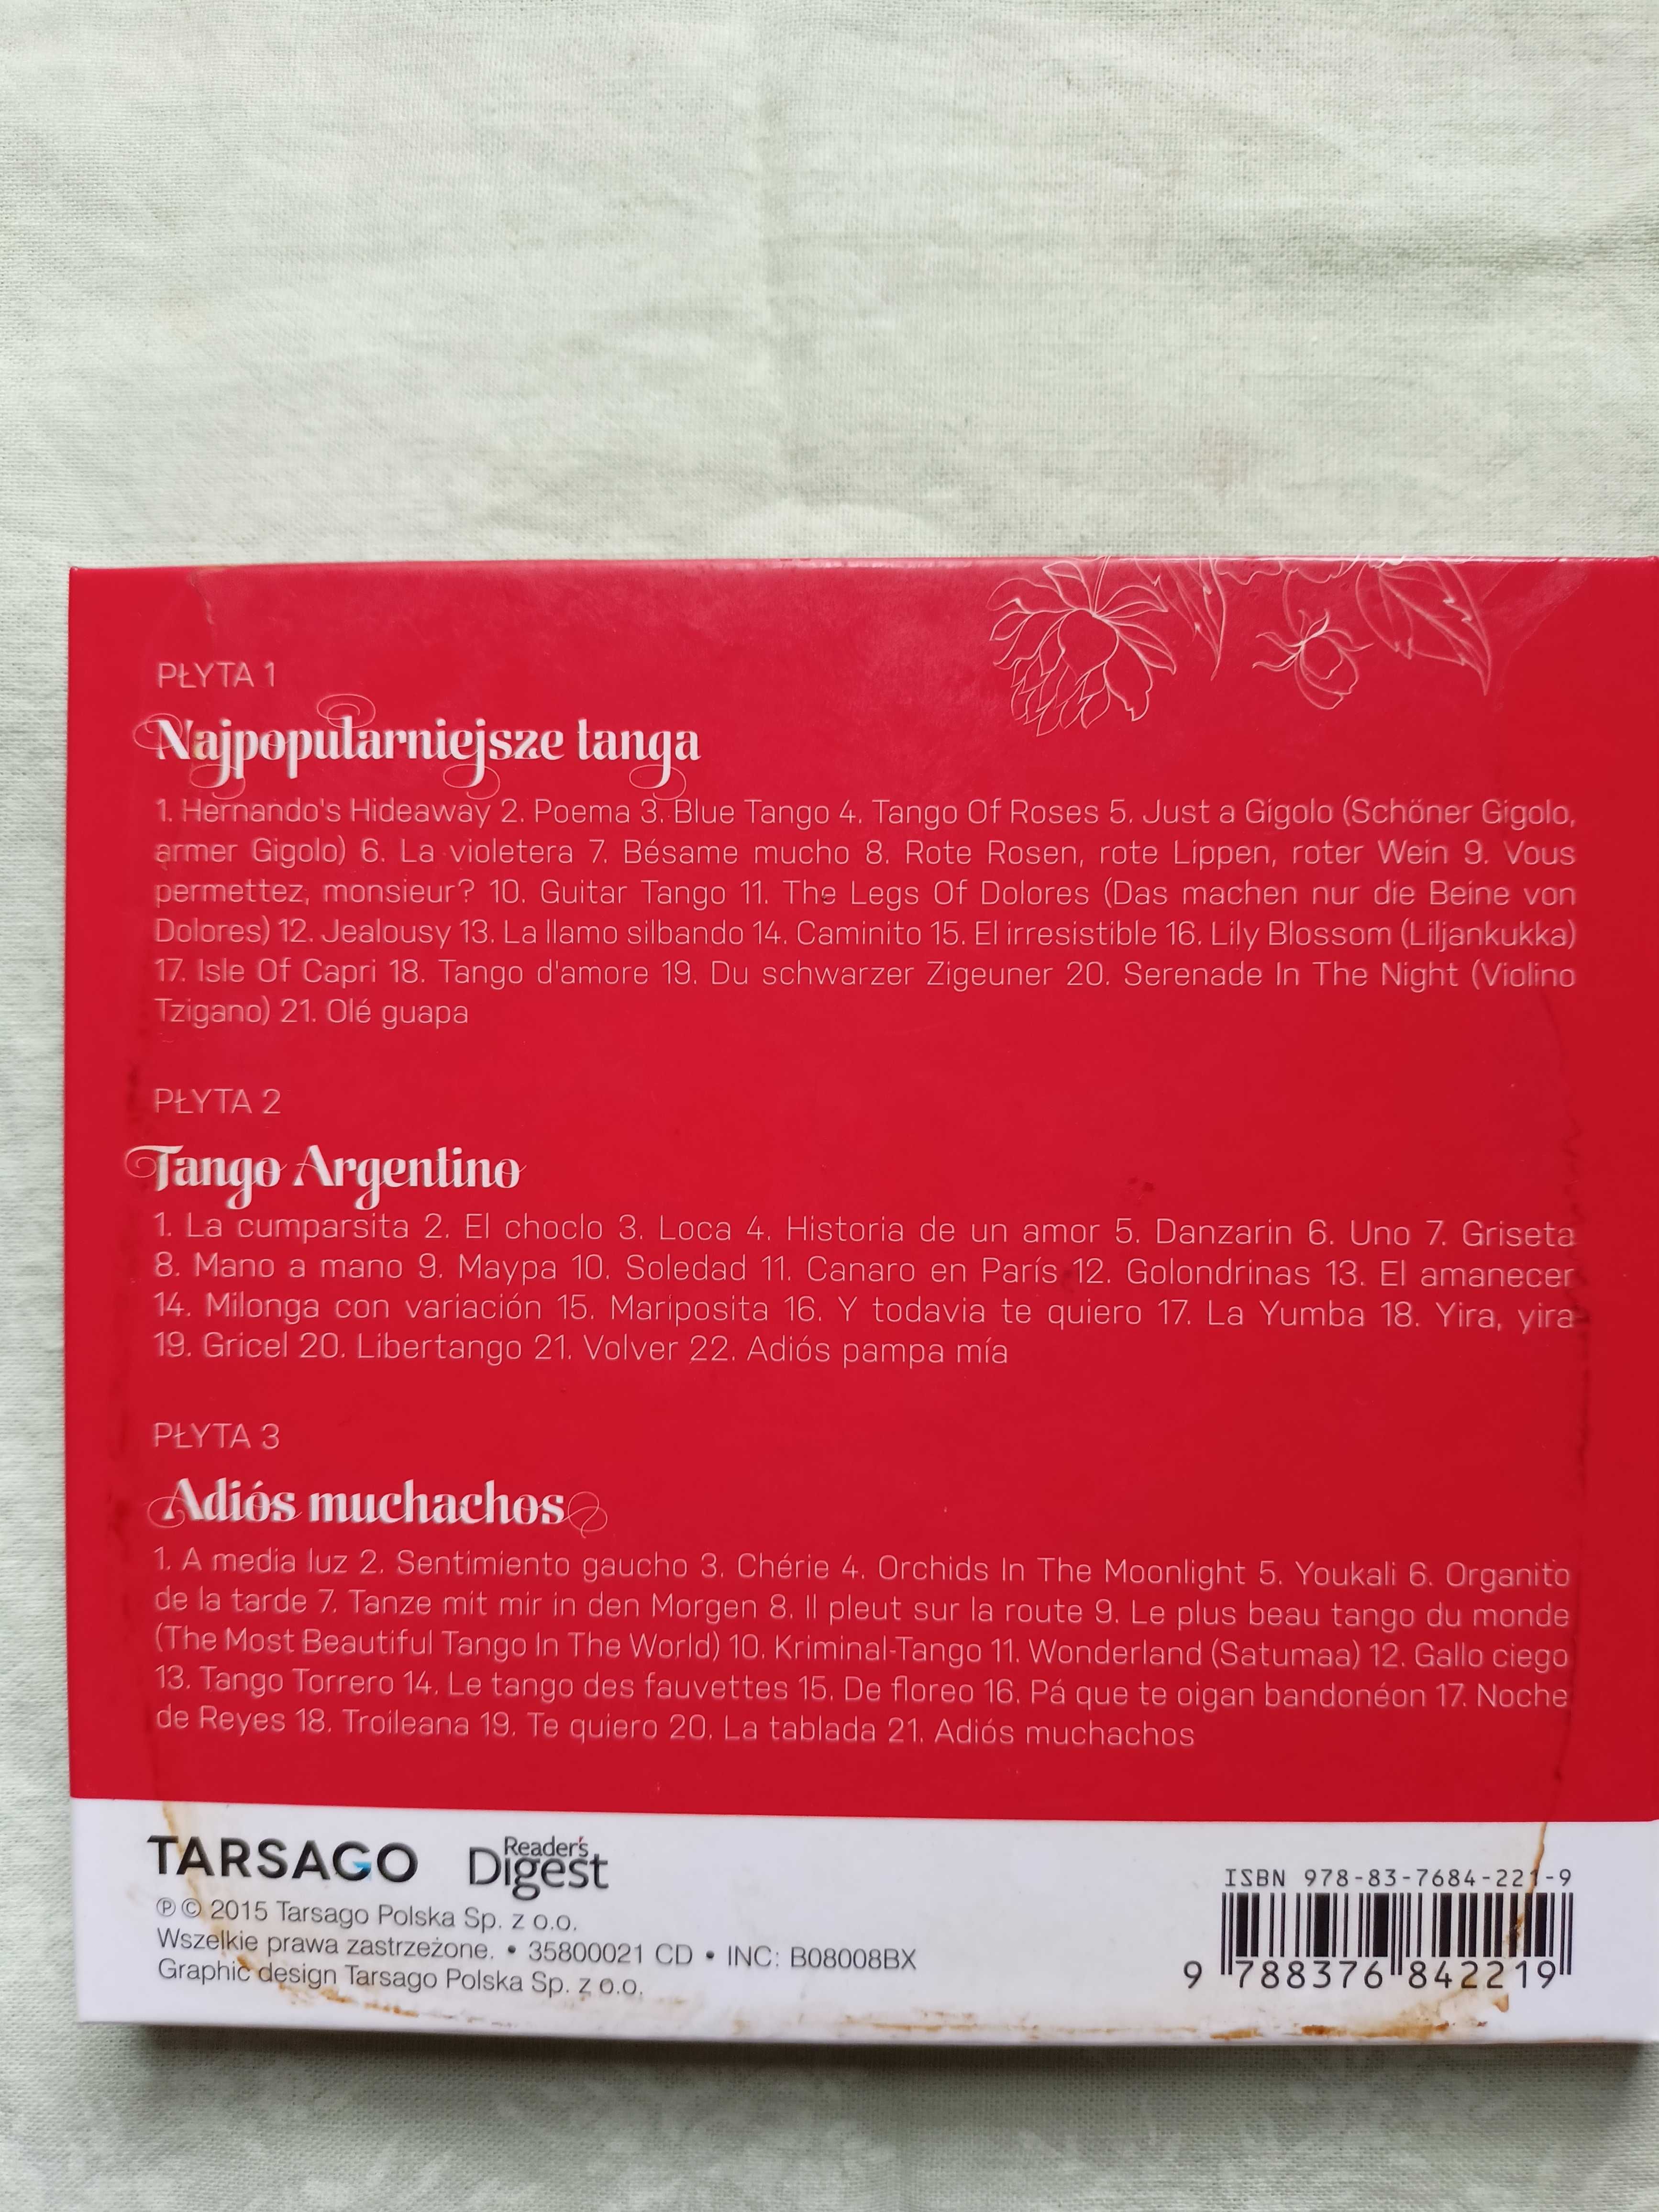 PŁYTA 1
Najpopularniejsze tanga
1. Hernando's Hideaway 2. Poema 3. Blue Tango 4. Tango Of Roses 5. Just a Gigolo (Schöner Gigolo,
armer Gigolo) 6. La violetera 7. Bésame mucho 8. Rote Rosen, rote Lippen, roter Wein 9. Vous
permettez, monsieur? 10. Guitar Tango 11. The Legs Of Dolores (Das machen nur die Beine von
Dolores) 12. Jealousy 13. La llamo silbando 14. Caminito 15. El irresistible 16. Lily Blossom (Liljankukka)
17. Isle Of Capri 18. Tango d'amore 19. Du schwarzer Zigeuner 20. Serenade In The Night (Violino
Tzigano) 21. Olé guapa
PŁYTA 2
Tango Argentino
1. La cumparsita 2. El choclo 3. Loca 4. Historia de un amor 5. Danzarin 6. Uno 7. Griseta
8. Mano a mano 9. Maypa 10. Soledad 11. Canaro en París 12. Golondrinas 13. El amanecer
14. Milonga con variación 15. Mariposita 16. Y todavia te quiero 17. La Yumba 18. Yira, yira
19. Gricel 20. Libertango 21. Volver 22. Adiós pampa mía
PŁYTA 3
Adiós muchachos
1. A media luz 2. Sentimiento gaucho 3. Chérie 4. Orchids In The Moonlight 5. Youkali 6. Organito
de la tarde 7. Tanze mit mir in den Morgen 8. Il pleut sur la route 9. Le plus beau tango du monde
(The Most Beautiful Tango In The World) 10. Kriminal-Tango 11. Wonderland (Satumaa) 12. Gallo ciego
13. Tango Torrero 14. Le tango des fauvettes 15. De floreo 16. Pá que te oigan bandonéon 17. Noche
de Reyes 18. Troileana 19. Te quiero 20. La tablada 21. Adiós muchachos
TARSAGO Reader's Digest
℗ © 2015 Tarsago Polska Sp. z o.o.
Wszelkie prawa zastrzeżone. • 35800021 CD • INC: B08008BX
Graphic design Tarsago Polska Sp. z o.o.
ISBN 978-83-7684-221-9
9 788376 842219